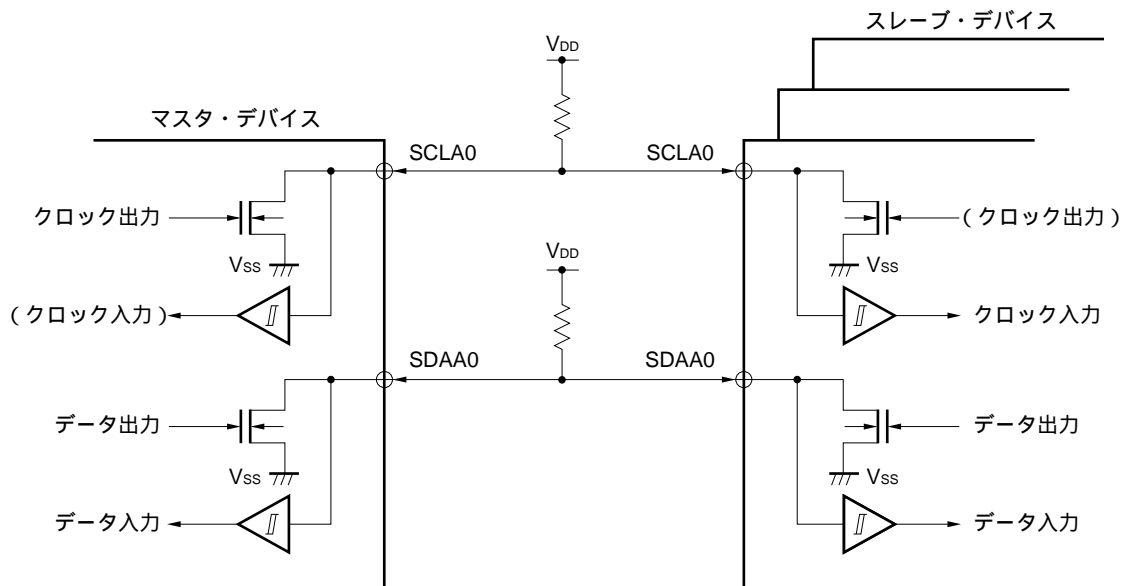 スレーブ・デバイス
VDD
マスタ・デバイス
SCLA0
SCLA0
クロック出力
(クロック出力)
VSS
VDD
VSS
(クロック入力)
クロック入力
SDAA0
SDAA0
データ出力
データ出力
VSS
VSS
データ入力
データ入力